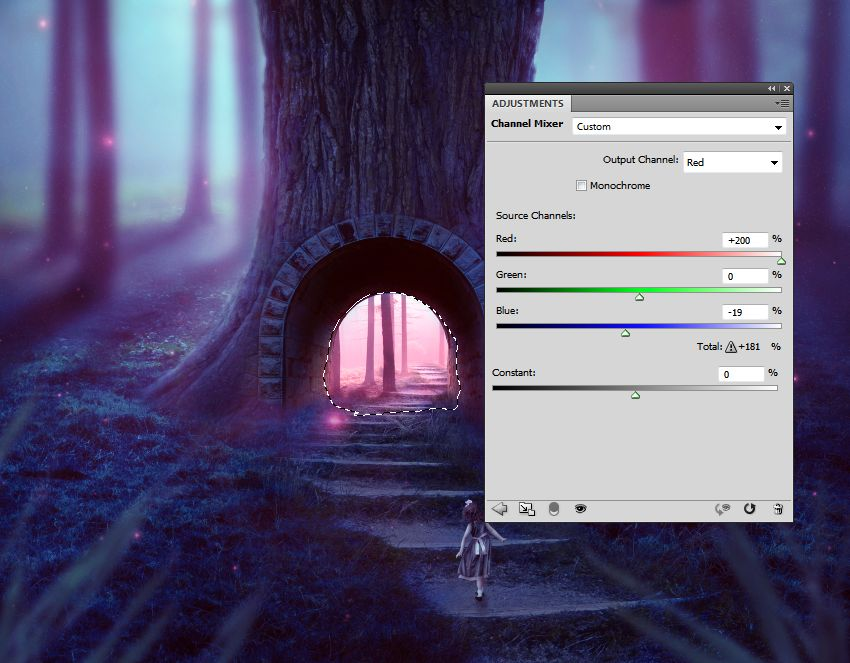 ADJUSTMENTS
Channel Mixer Custom
Output Channel: Red
Monochrome
Source Channels:
Red: +200 %
Green: 0 %
Blue: -19 %
Total: +181 %
Constant: 0 %